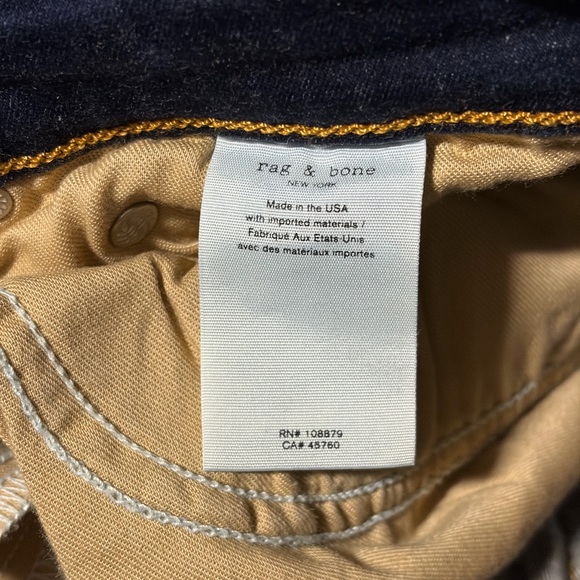 rag & bone
NEW YORK
Made in the USA
with imported materials /
Fabriqué Aux Etats-Unis
avec des matériaux importes
RN# 108879
CA# 45760